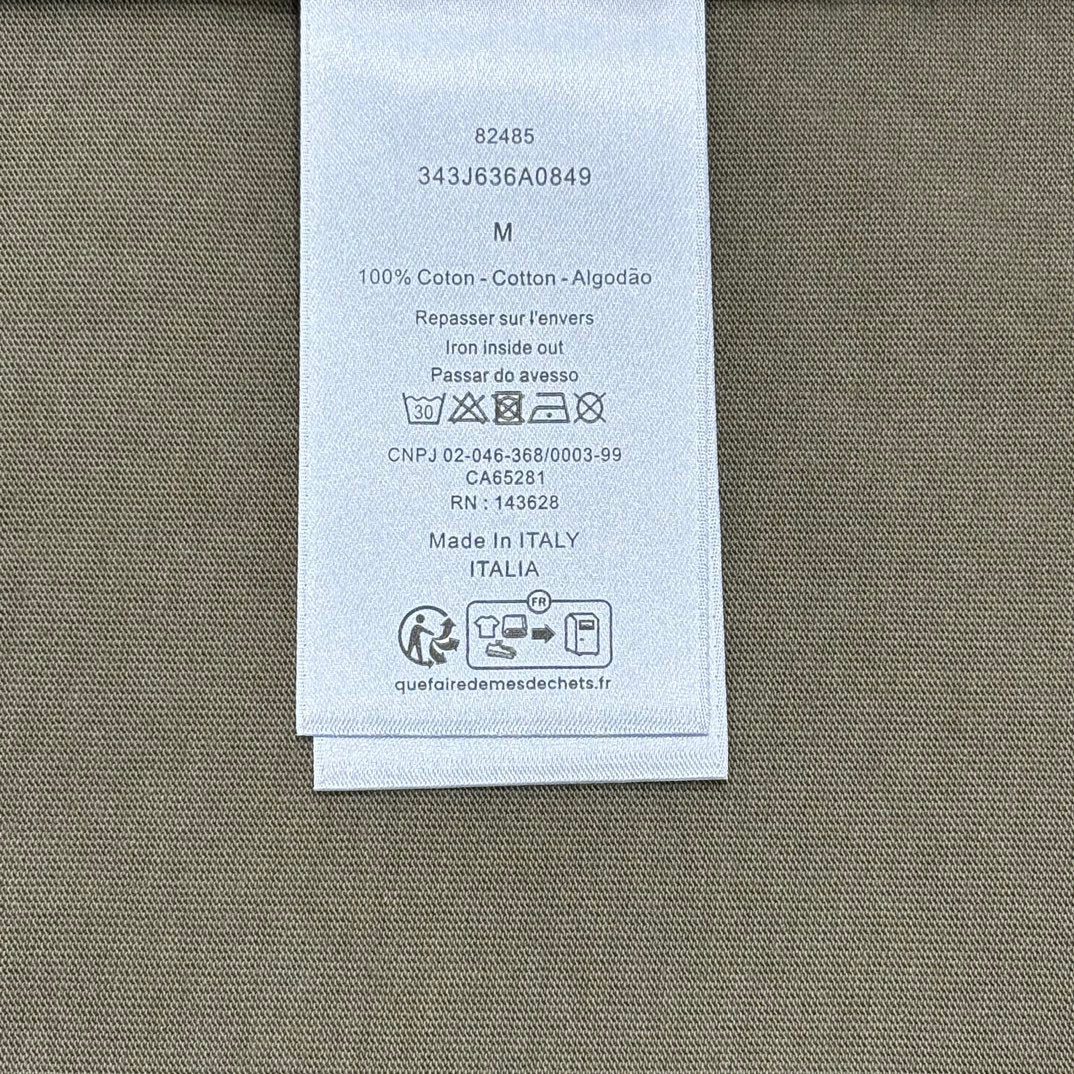 82485
343J636A0849
M
100% Coton - Cotton - Algodão
Repasser sur l'envers
Iron inside out
Passar do avesso
30
CNPJ 02-046-368/0003-99
CA65281
RN : 143628
Made In ITALY
ITALIA
FR
quefairedemesdechets.fr